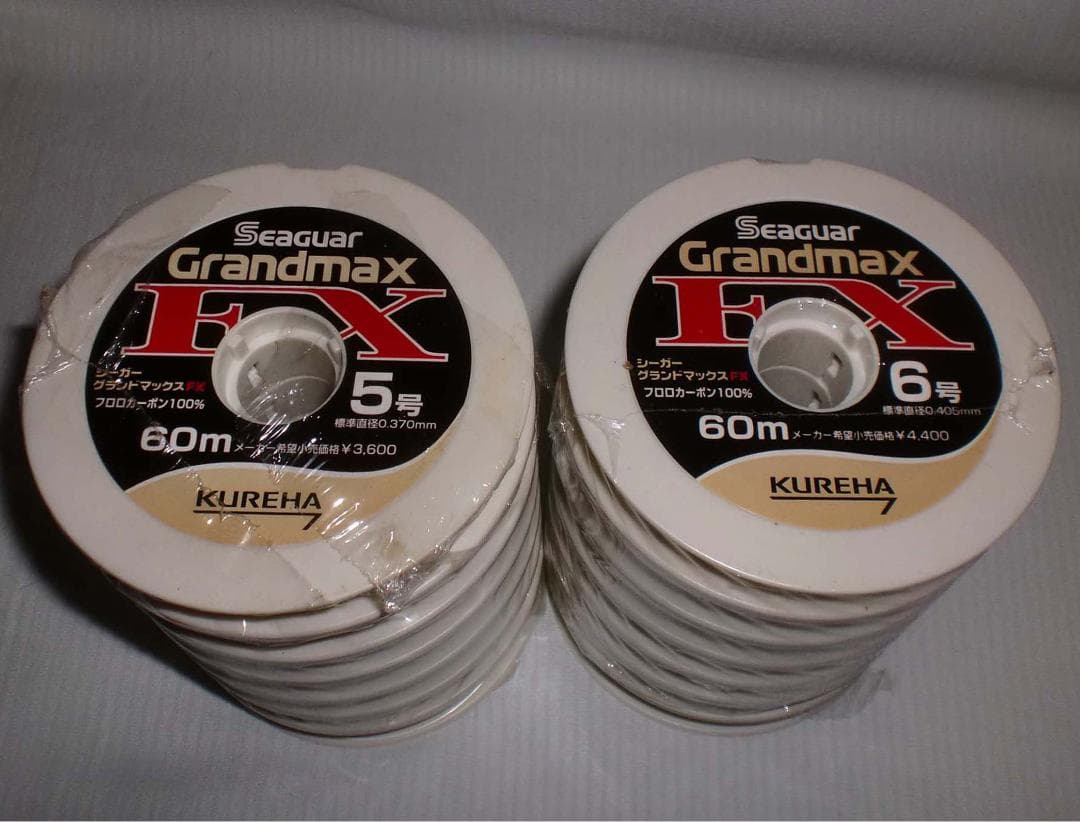 Seaguar
Grandmax
FX
シーガー
グランドマックスFX
フロロカーボン100%
5号
標準直径0.370mm
60m メーカー希望小売価格¥3,600
KUREHA
Seaguar
Grandmax
FX
シーガー
グランドマックスFX
フロロカーボン100%
6号
標準直径0.405mm
60m メーカー希望小売価格¥4,400
KUREHA